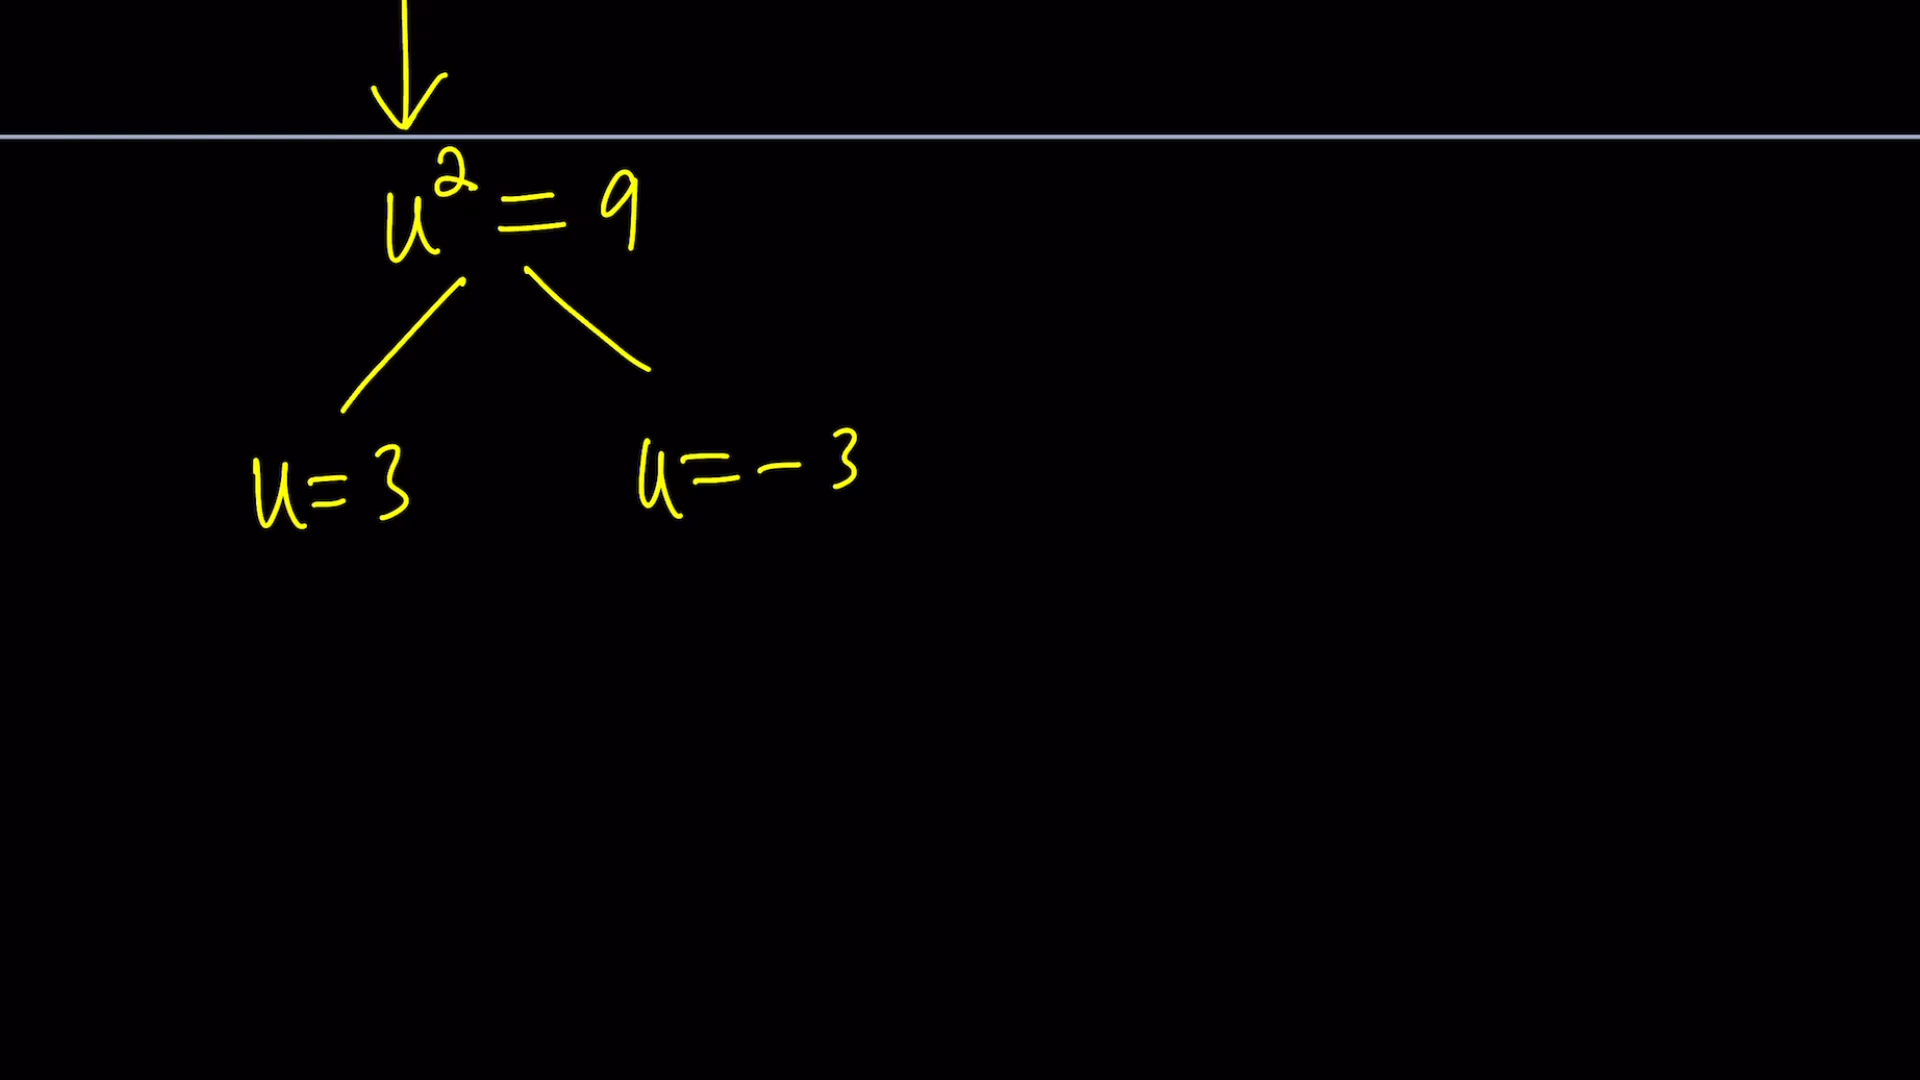 u² = 9
u = 3 u = - 3